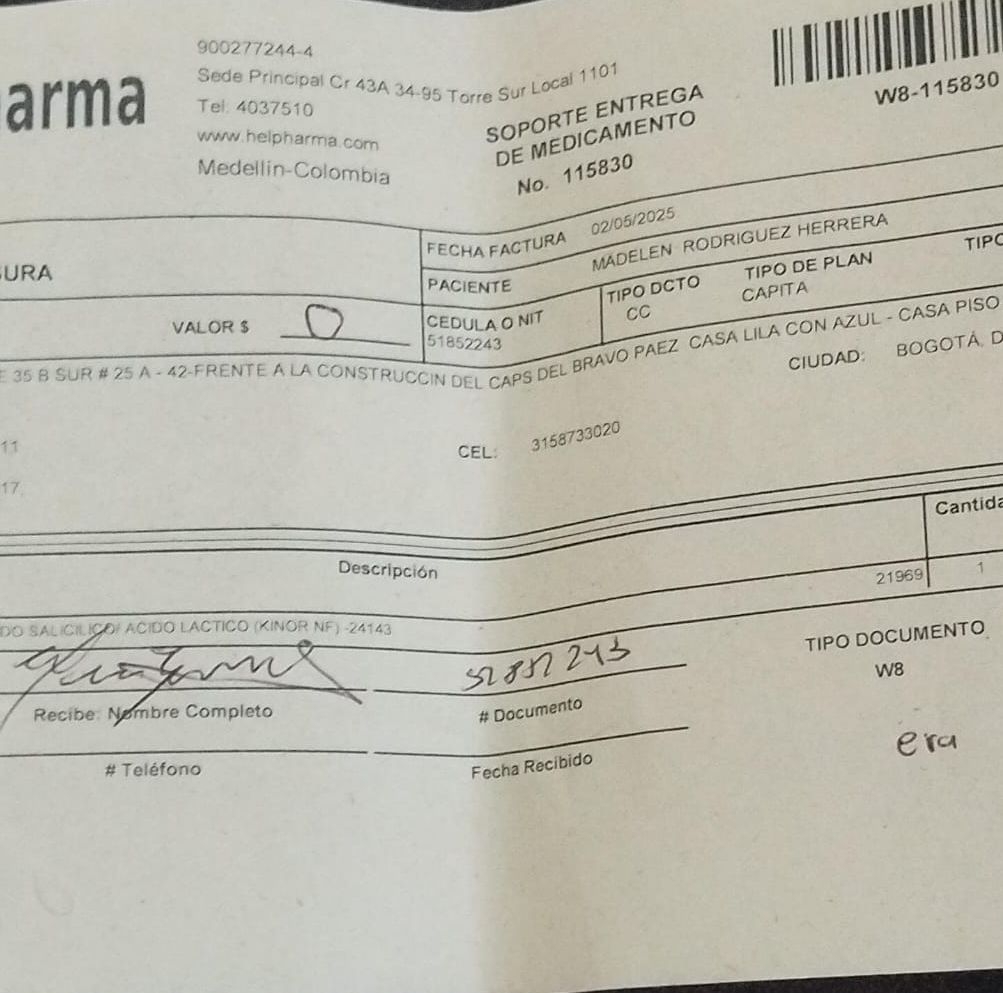 arma
900277244-4
Sede Principal Cr 43A 34-95 Torre Sur Local 1101
Tel: 4037510
www.helpharma.com
Medellín-Colombia
SOPORTE ENTREGA
DE MEDICAMENTO
No. 115830
W8-115830
URA
FECHA FACTURA 02/05/2025
PACIENTE MADELEN RODRIGUEZ HERRERA
VALOR $ 0
CEDULA O NIT
51852243
TIPO DCTO
CC
TIPO DE PLAN
CAPITA
TIPO
E 35 B SUR # 25 A - 42-FRENTE A LA CONSTRUCCIN DEL CAPS DEL BRAVO PAEZ CASA LILA CON AZUL - CASA PISO
CIUDAD: BOGOTÁ, D
11
CEL: 3158733020
17
Descripción
Cantida
21969 1
DO SALICILICO/ ACIDO LACTICO (KINOR NF) -24143
TIPO DOCUMENTO
W8
Recibe: Nombre Completo
# Documento
era
# Teléfono
Fecha Recibido